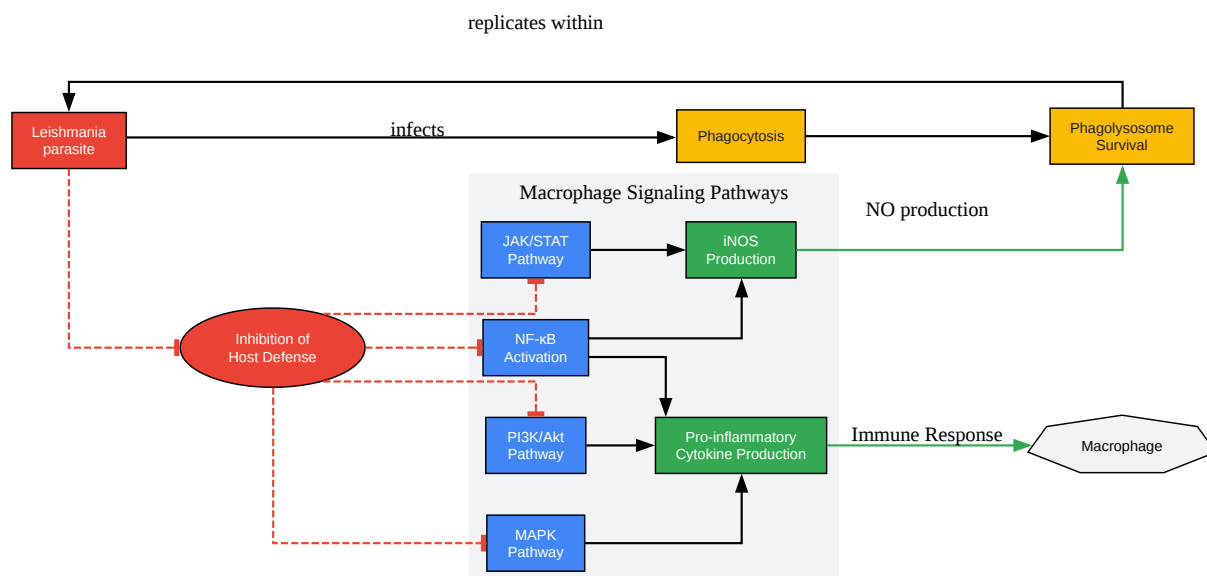 replicates within
Leishmania
parasite
infects
Phagocytosis
Phagolysosome
Survival
Macrophage Signaling Pathways
NO production
JAK/STAT
Pathway
iNOS
Production
Inhibition of
Host Defense
NF-κB
Activation
PI3K/Akt
Pathway
Pro-inflammatory
Cytokine Production
Immune Response
Macrophage
MAPK
Pathway